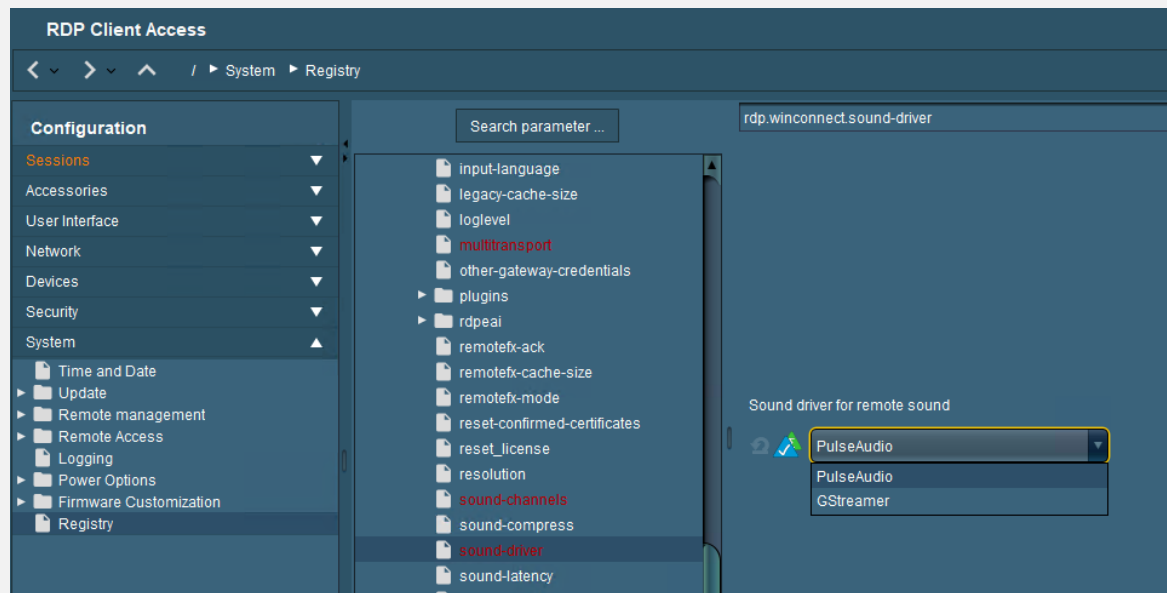 RDP Client Access
/ System Registry
Configuration
Sessions
Accessories
User Interface
Network
Devices
Security
System
Time and Date
Update
Remote management
Remote Access
Logging
Power Options
Firmware Customization
Registry
Search parameter ...
input-language
legacy-cache-size
loglevel
multitransport
other-gateway-credentials
plugins
rdpeai
remotefx-ack
remotefx-cache-size
remotefx-mode
reset-confirmed-certificates
reset_license
resolution
sound-channels
sound-compress
sound-driver
sound-latency
rdp.winconnect.sound-driver
Sound driver for remote sound
PulseAudio
PulseAudio
GStreamer